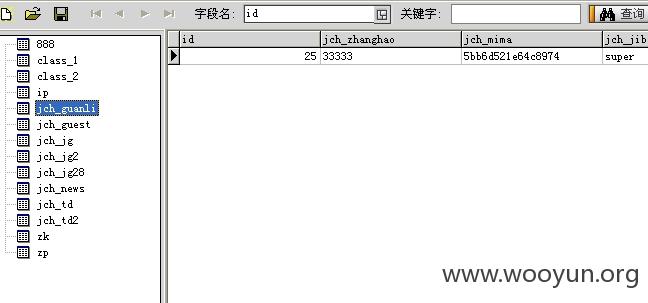 字段名: id 关键字: 查询
888
class_1
class_2
ip
jch_guanli
jch_guest
jch_jg
jch_jg2
jch_jg28
jch_news
jch_td
jch_td2
zk
zp
id jch_zhanghao jch_mima jch_jib
25 33333 5bb6d521e64c8974 super
www.wooyun.org